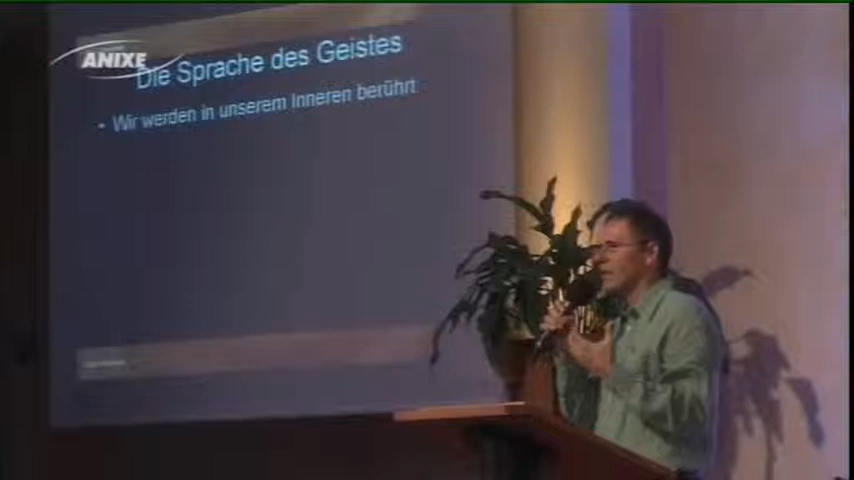 ANIXE
Die Sprache des Geistes
- Wir werden in unserem Inneren berührt